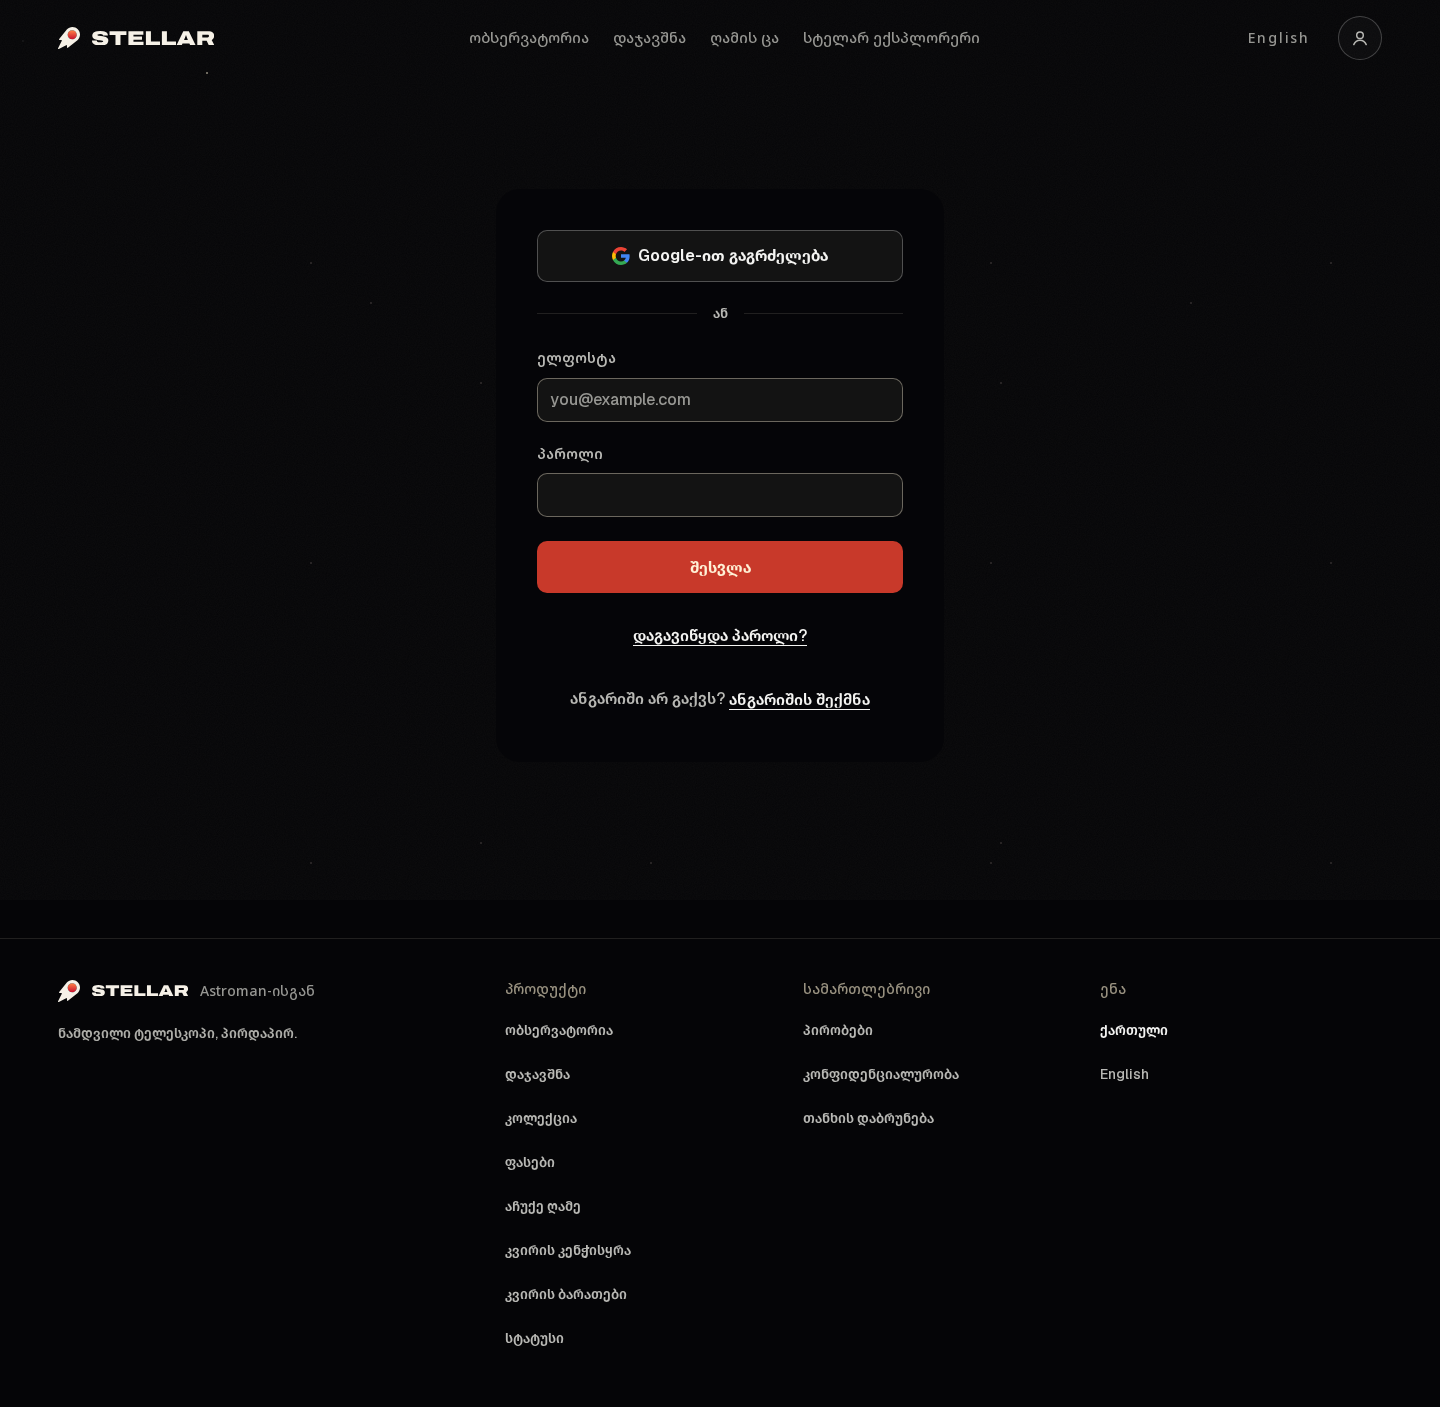 STELLAR
ობსერვატორია დაჯავშნა ღამის ცა სტელარ ექსპლორერი
English
Google-ით გაგრძელება
ან
ელფოსტა
you@example.com
პაროლი
შესვლა
დაგავიწყდა პაროლი?
ანგარიში არ გაქვს? ანგარიშის შექმნა
STELLAR Astroman-ისგან
ნამდვილი ტელესკოპი, პირდაპირ.
პროდუქტი
ობსერვატორია
დაჯავშნა
კოლექცია
ფასები
აჩუქე ღამე
კვირის კენჭისყრა
კვირის ბარათები
სტატუსი
სამართლებრივი
პირობები
კონფიდენციალურობა
თანხის დაბრუნება
ენა
ქართული
English